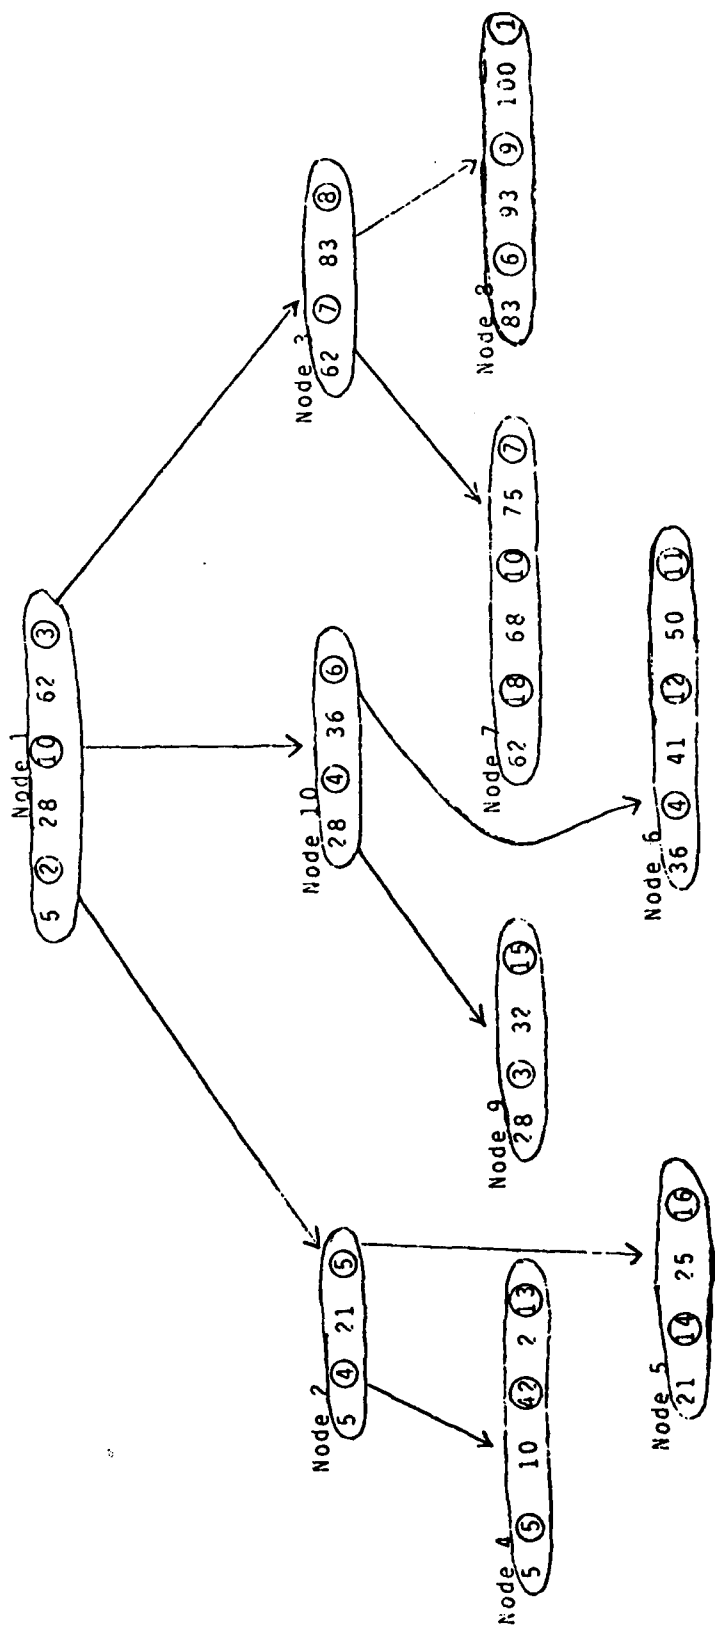 Node 1
5 ② 28 ⑩ 62 ③
Node 2
5 ④ 21 ⑤
Node 10
28 ④ 36 ⑥
Node 3
62 ⑦ 83 ⑧
Node 4
5 ⑤ 10 ㊷ 2 ⑬
Node 9
28 ③ 32 ⑮
Node 7
62 ⑱ 68 ⑩ 75 ⑦
Node 8
83 ⑥ 93 ⑨ 100 ①
Node 5
21 ⑭ 25 ⑯
Node 6
36 ④ 41 ⑫ 50 ⑪